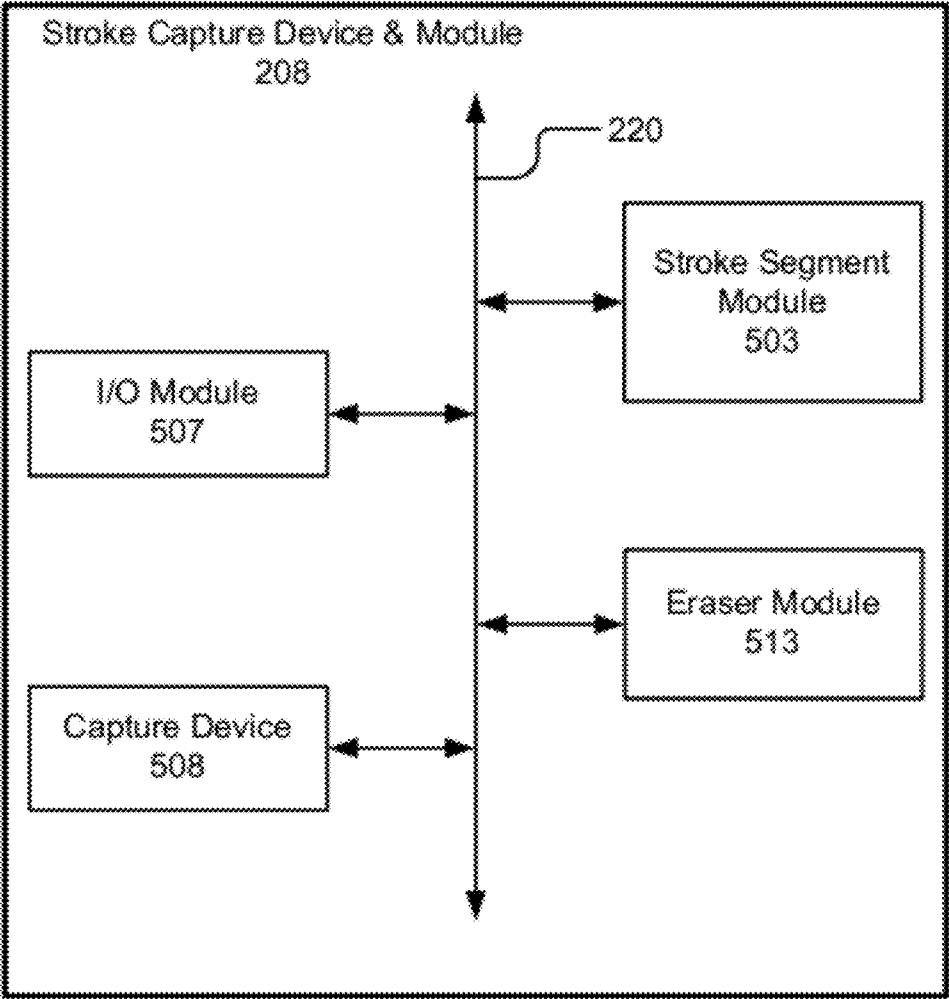 Stroke Capture Device & Module
208
220
Stroke Segment
Module
503
I/O Module
507
Eraser Module
513
Capture Device
508